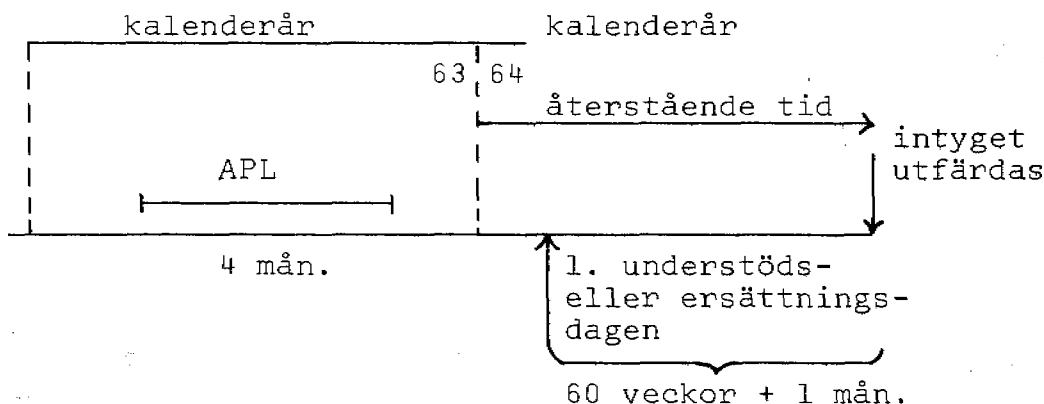 kalenderår kalenderår
63 64
återstående tid
intyget
utfärdas
APL
4 mån.
1. understöds-
eller ersättnings-
dagen
60 veckor + 1 mån.